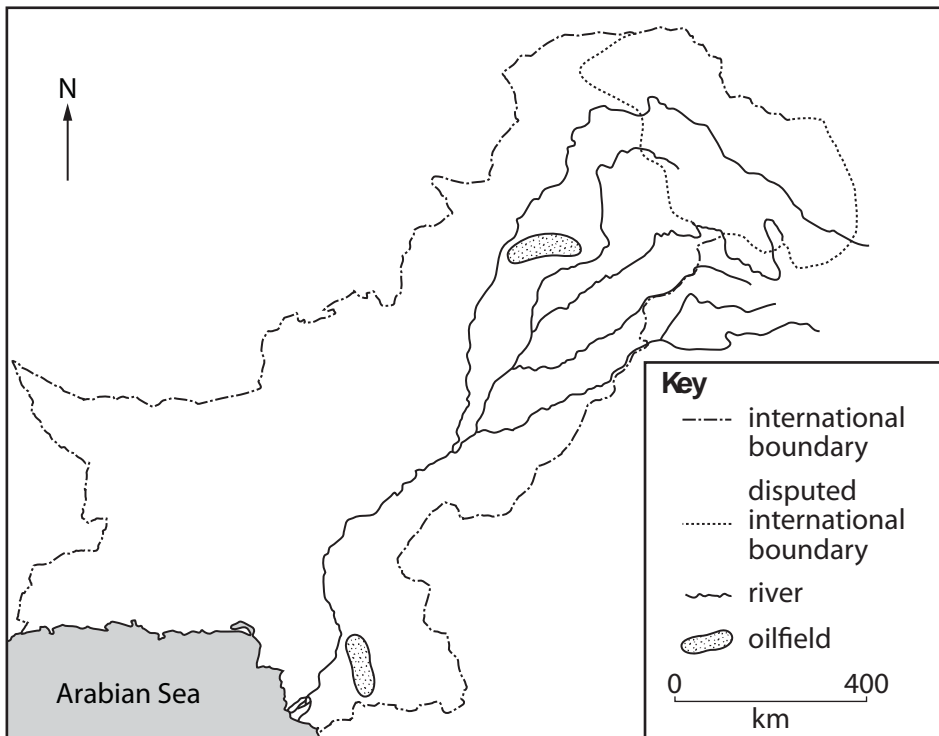 N
Arabian Sea
Key
international
boundary
disputed
international
boundary
river
oilfield
0 400
km